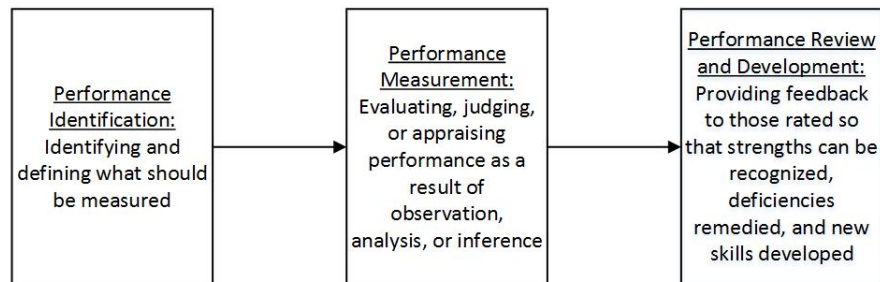 Performance
Identification:
Identifying and
defining what should
be measured
Performance
Measurement:
Evaluating, judging,
or appraising
performance as a
result of
observation,
analysis, or inference
Performance Review
and Development:
Providing feedback
to those rated so
that strengths can be
recognized,
deficiencies
remedied, and new
skills developed